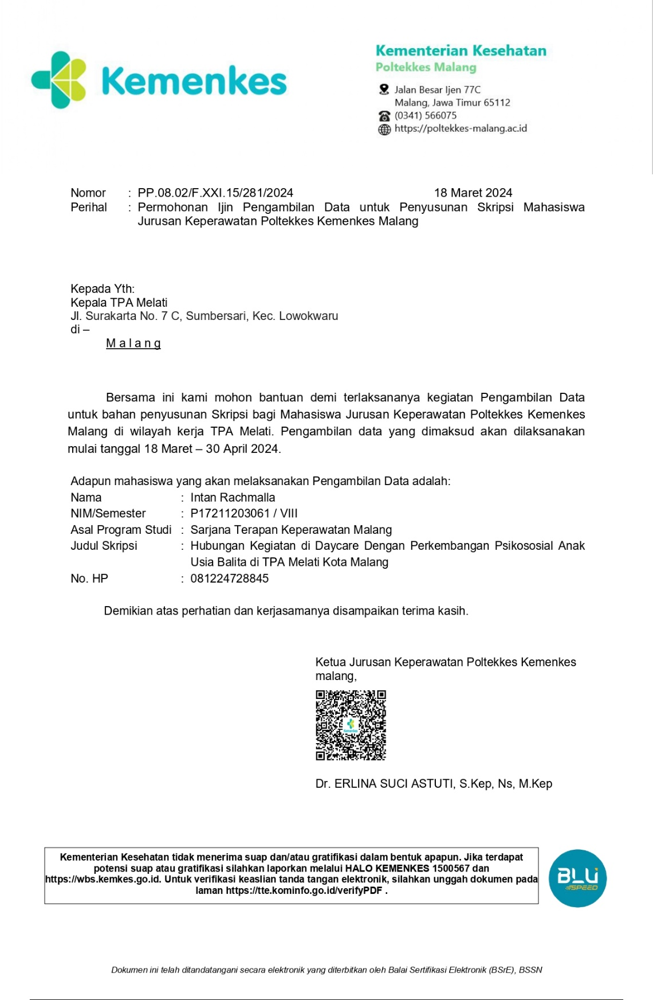 Kemenkes
Kementerian Kesehatan
Poltekkes Malang
Jalan Besar Ijen 77C
Malang, Jawa Timur 65112
(0341) 566075
https://poltekkes-malang.ac.id
Nomor : PP.08.02/F.XXI.15/281/2024 18 Maret 2024
Perihal : Permohonan Ijin Pengambilan Data untuk Penyusunan Skripsi Mahasiswa
Jurusan Keperawatan Poltekkes Kemenkes Malang
Kepada Yth:
Kepala TPA Melati
Jl. Surakarta No. 7 C, Sumbersari, Kec. Lowokwaru
di –
M a l a n g
Bersama ini kami mohon bantuan demi terlaksananya kegiatan Pengambilan Data
untuk bahan penyusunan Skripsi bagi Mahasiswa Jurusan Keperawatan Poltekkes Kemenkes
Malang di wilayah kerja TPA Melati. Pengambilan data yang dimaksud akan dilaksanakan
mulai tanggal 18 Maret – 30 April 2024.
Adapun mahasiswa yang akan melaksanakan Pengambilan Data adalah:
Nama : Intan Rachmalla
NIM/Semester : P17211203061 / VIII
Asal Program Studi : Sarjana Terapan Keperawatan Malang
Judul Skripsi : Hubungan Kegiatan di Daycare Dengan Perkembangan Psikososial Anak
Usia Balita di TPA Melati Kota Malang
No. HP : 081224728845
Demikian atas perhatian dan kerjasamanya disampaikan terima kasih.
Ketua Jurusan Keperawatan Poltekkes Kemenkes
malang,
Kemenkes
Dr. ERLINA SUCI ASTUTI, S.Kep, Ns, M.Kep
Kementerian Kesehatan tidak menerima suap dan/atau gratifikasi dalam bentuk apapun. Jika terdapat
potensi suap atau gratifikasi silahkan laporkan melalui HALO KEMENKES 1500567 dan
https://wbs.kemkes.go.id. Untuk verifikasi keaslian tanda tangan elektronik, silahkan unggah dokumen pada
laman https://tte.kominfo.go.id/verifyPDF .
BLU
SPEED
Dokumen ini telah ditandatangani secara elektronik yang diterbitkan oleh Balai Sertifikasi Elektronik (BSrE), BSSN